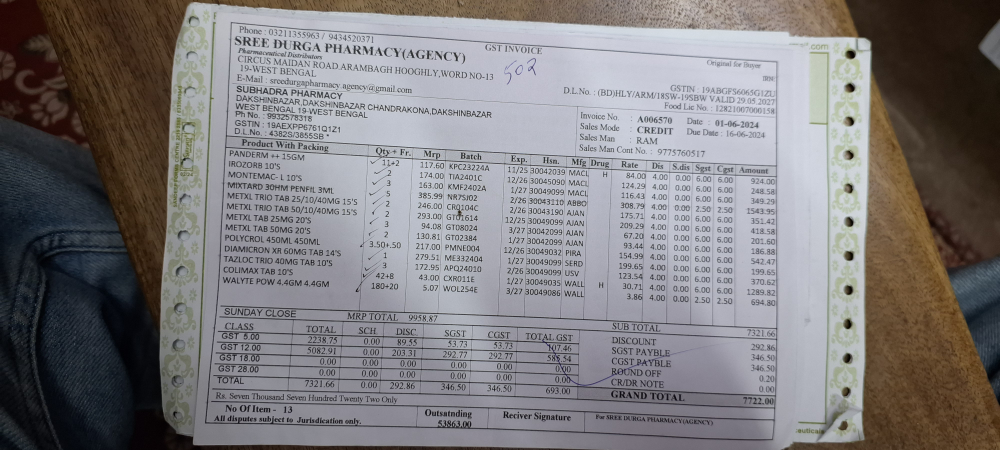 Phone : 03211355963/ 9434520371
GST INVOICE
Original for Buyer
SREE DURGA PHARMACY(AGENCY)
Pharmaceutical Distributors
502
CIRCUS MAIDAN ROAD.ARAMBAGH HOOGHLY,WORD NO-13
19-WEST BENGAL
E-Mail : sreedurgapharmacy.agency@gmail.com
GSTIN : 19ABGFS6065G1ZU
D.L.No. : (BD)HLY/ARM/18SW-19SBW VALID 29.05.2027
Food Lic No. : 12821007000158
SUBHADRA PHARMACY
DAKSHINBAZAR,DAKSHINBAZAR CHANDRAKONA,DAKSHINBAZAR
WEST BENGAL 19-WEST BENGAL
Ph No. : 9932578318
GSTIN : 19AEXPP6761Q1Z1
D.L.No. : 4382S/3855SB *
Invoice No. : A006570 Date : 01-06-2024
Sales Mode : CREDIT Due Date : 16-06-2024
Sales Man : RAM
Sales Man Cont No. : 9775760517
Product With Packing Qty + Fr. Mrp Batch Exp. Hsn. Mfg Drug Rate Dis S.dis Sgst Cgst Amount
PANDERM ++ 15GM 11+2 117.60 KPC23224A 11/25 30042039 MACL H 84.00 4.00 0.00 6.00 6.00 924.00
IROZORB 10'S 2 174.00 TIA2401C 12/25 30045090 MACL 124.29 4.00 0.00 6.00 6.00 248.58
MONTEMAC-L 10'S 3 163.00 KMF2402A 1/27 30049099 MACL 116.43 4.00 0.00 6.00 6.00 349.29
MIXTARD 30HM PENFIL 3ML 5 385.99 NR75J02 2/26 30043110 ABBO 308.79 4.00 0.00 2.50 2.50 1543.95
METXL TRIO TAB 25/10/40MG 15'S 2 246.00 CR0104C 2/26 30043190 AJAN 175.71 4.00 0.00 6.00 6.00 351.42
METXL TRIO TAB 50/10/40MG 15'S 2 293.00 GT01614 12/25 30049099 AJAN 209.29 4.00 0.00 6.00 6.00 418.58
METXL TAB 25MG 20'S 3 94.08 GT08024 3/27 30042099 AJAN 67.20 4.00 0.00 6.00 6.00 201.60
METXL TAB 50MG 20'S 2 130.81 GT02384 1/27 30042099 AJAN 93.44 4.00 0.00 6.00 6.00 186.88
POLYCROL 450ML 450ML 3.50+.50 217.00 PMNE004 10/26 30049032 PIRA 154.99 4.00 0.00 6.00 6.00 542.47
DIAMICRON XR 60MG TAB 14'S 1 279.51 ME332404 1/27 30049099 SERD 199.65 4.00 0.00 6.00 6.00 199.65
TAZLOC TRIO 40MG TAB 10'S 3 172.95 APQ24010 2/26 30049099 USV 123.54 4.00 0.00 6.00 6.00 370.62
COLIMAX TAB 10'S 42+8 43.00 CXR011E 1/27 30049035 WALL H 30.71 4.00 0.00 6.00 6.00 1289.82
WALYTE POW 4.4GM 4.4GM 180+20 5.07 WOL254E 3/27 30049086 WALL 3.86 4.00 0.00 2.50 2.50 694.80
SUNDAY CLOSE MRP TOTAL 9958.87 SUB TOTAL 7321.66
CLASS TOTAL SCH. DISC. SGST CGST TOTAL GST
GST 5.00 2238.75 0.00 89.55 53.73 53.73 107.46
GST 12.00 5082.91 0.00 203.31 292.77 292.77 585.54
GST 18.00 0.00 0.00 0.00 0.00 0.00 0.00
GST 28.00 0.00 0.00 0.00 0.00 0.00 0.00
TOTAL 7321.66 0.00 292.86 346.50 346.50 693.00
DISCOUNT 292.86
SGST PAYBLE 346.50
CGST PAYBLE 346.50
ROUND OFF 0.20
CR/DR NOTE 0.00
GRAND TOTAL 7722.00
Rs. Seven Thousand Seven Hundred Twenty Two Only
No Of Item - 13
All disputes subject to Jurisdication only.
Outsatnding
53863.00
Reciver Signature
For SREE DURGA PHARMACY(AGENCY)